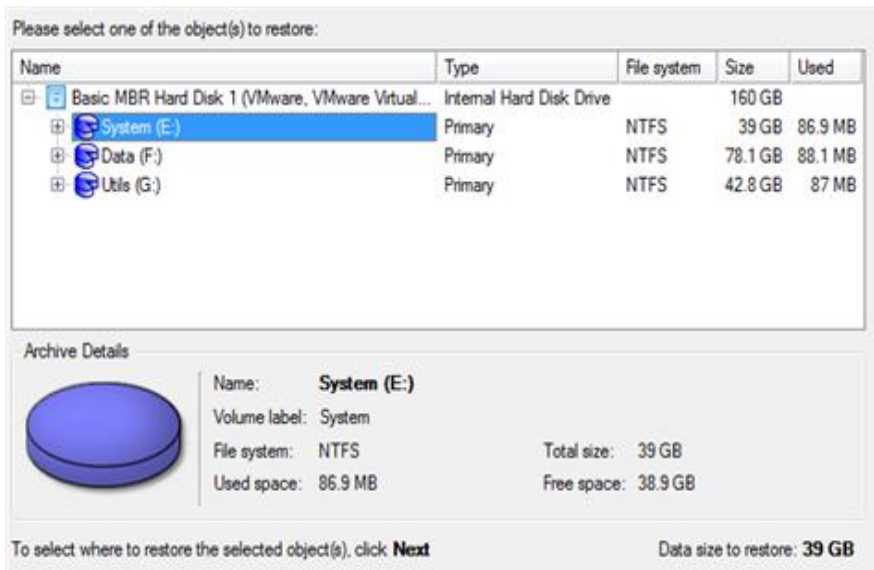 Please select one of the object(s) to restore:
Name Type File system Size Used
Basic MBR Hard Disk 1 (VMware, VMware Virtual... Internal Hard Disk Drive 160 GB
System (E:) Primary NTFS 39 GB 86.9 MB
Data (F:) Primary NTFS 78.1 GB 88.1 MB
Utils (G:) Primary NTFS 42.8 GB 87 MB
Archive Details
Name: System (E:)
Volume label: System
File system: NTFS Total size: 39 GB
Used space: 86.9 MB Free space: 38.9 GB
To select where to restore the selected object(s), click Next Data size to restore: 39 GB